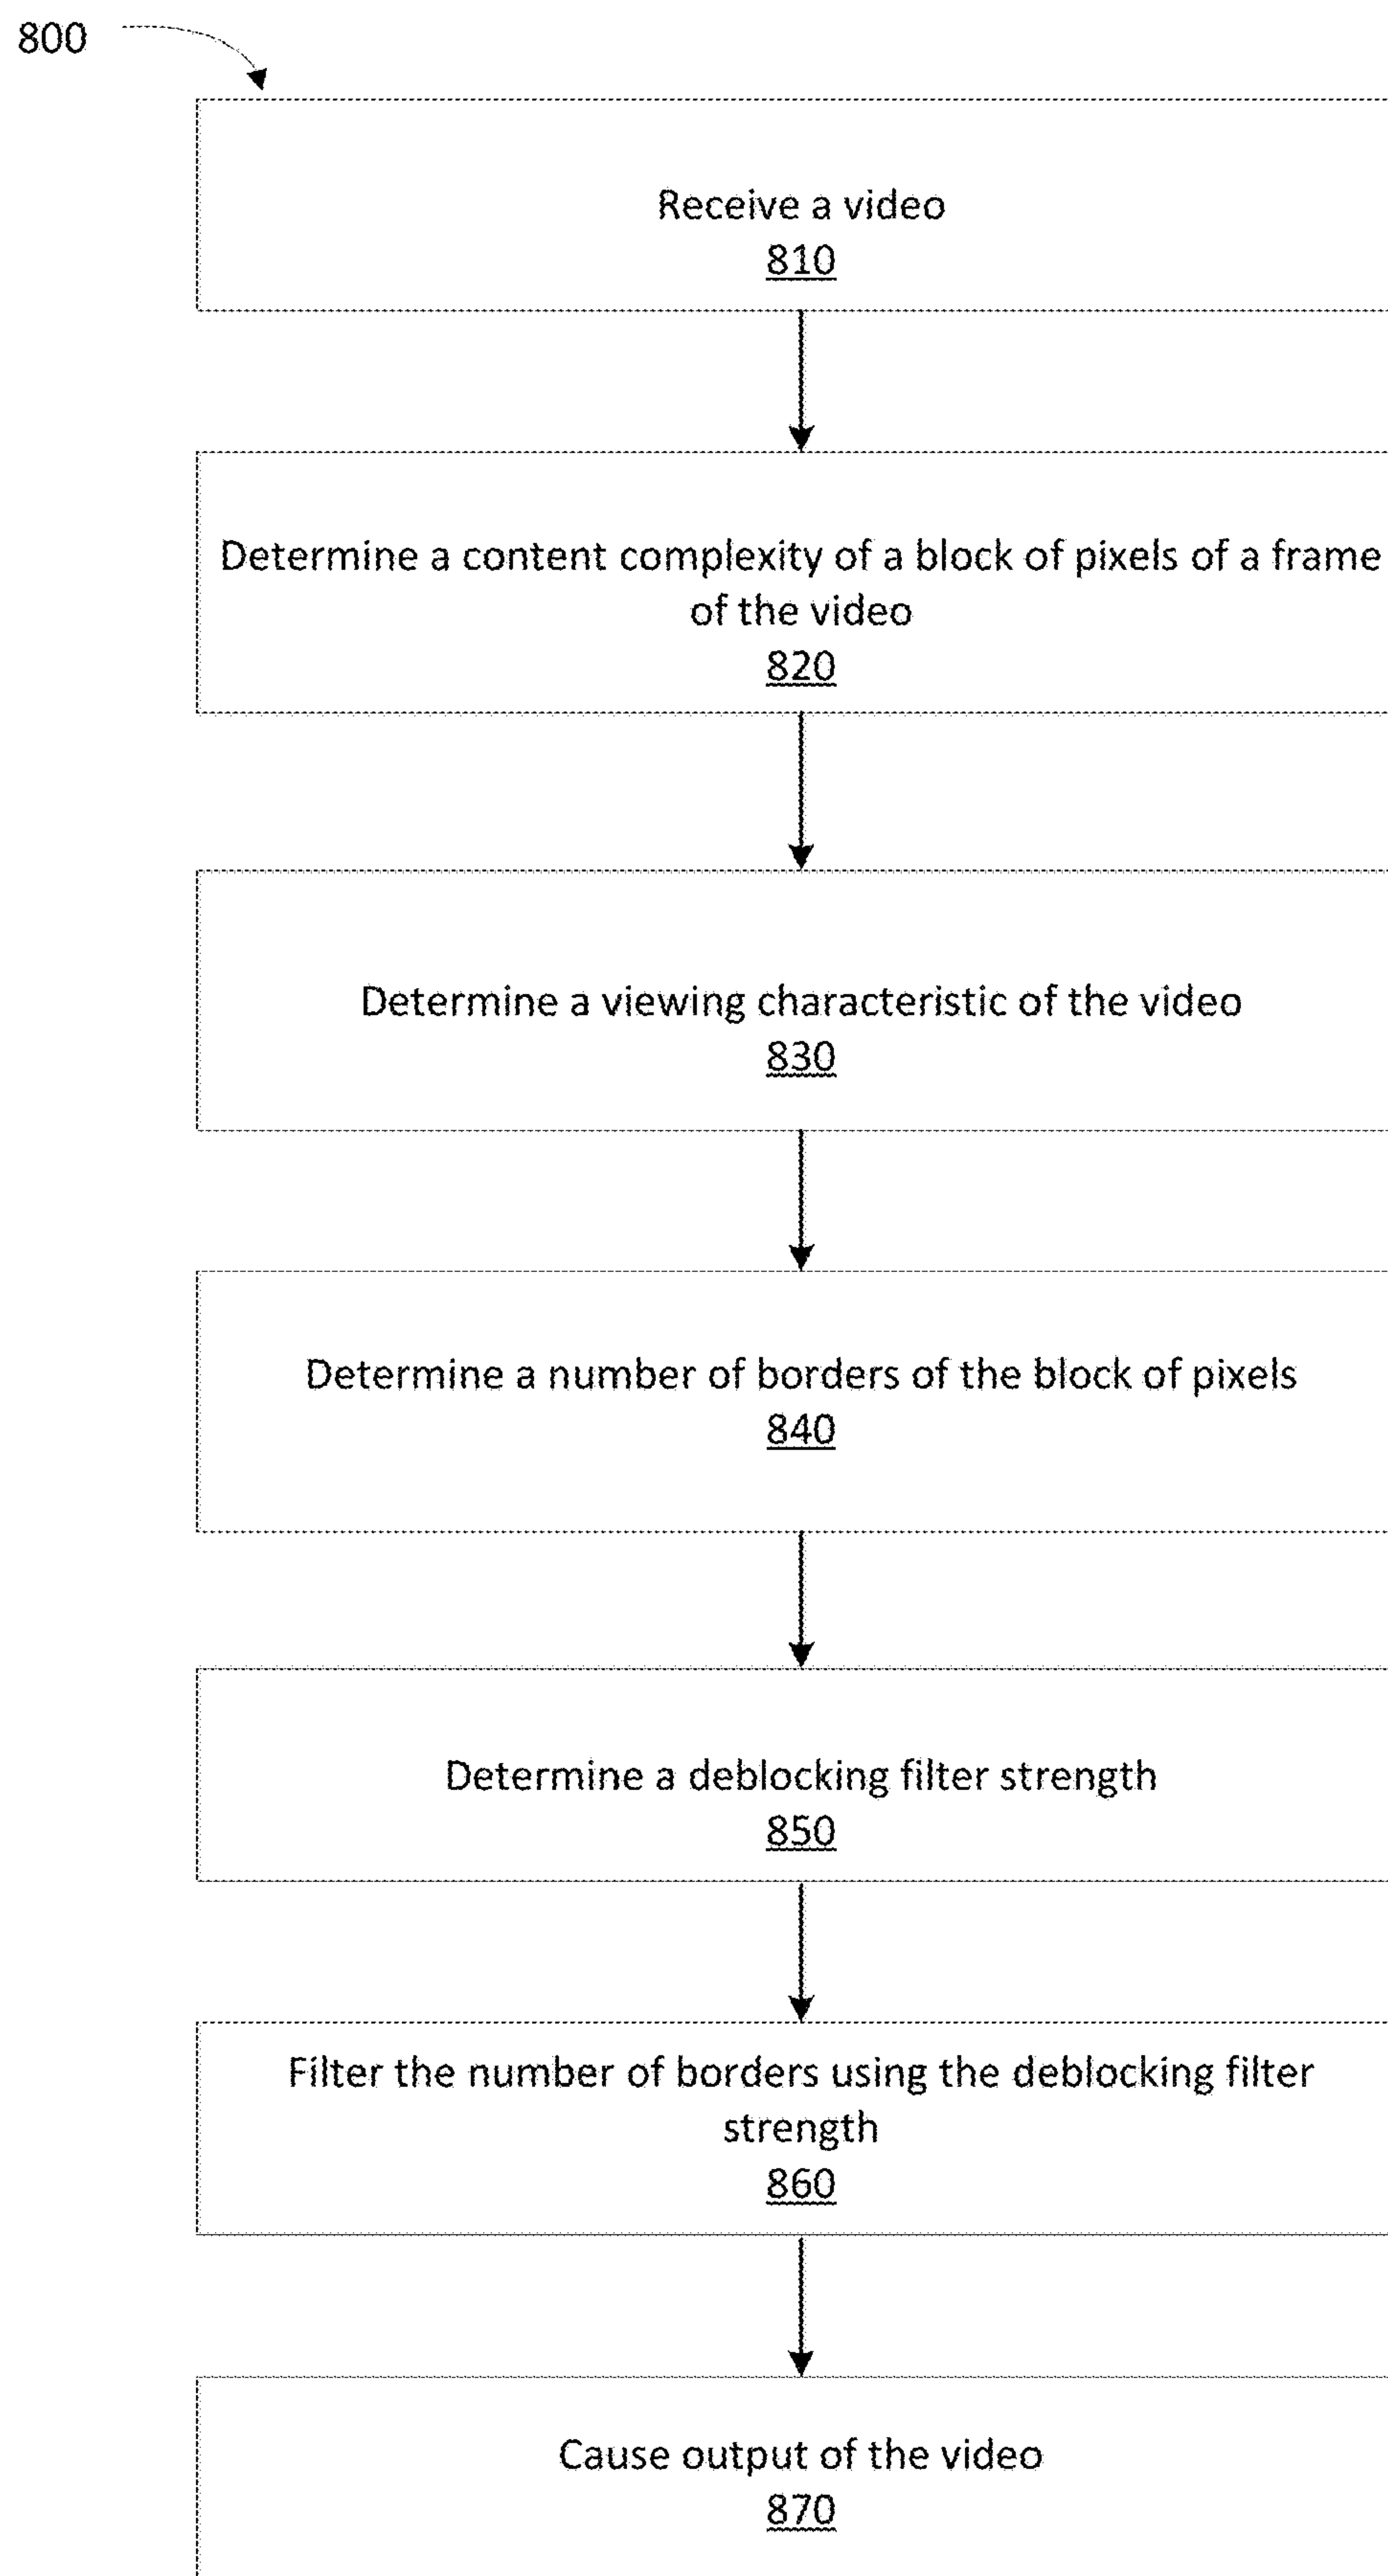 800
Receive a video
810
Determine a content complexity of a block of pixels of a frame
of the video
820
Determine a viewing characteristic of the video
830
Determine a number of borders of the block of pixels
840
Determine a deblocking filter strength
850
Filter the number of borders using the deblocking filter
strength
860
Cause output of the video
870